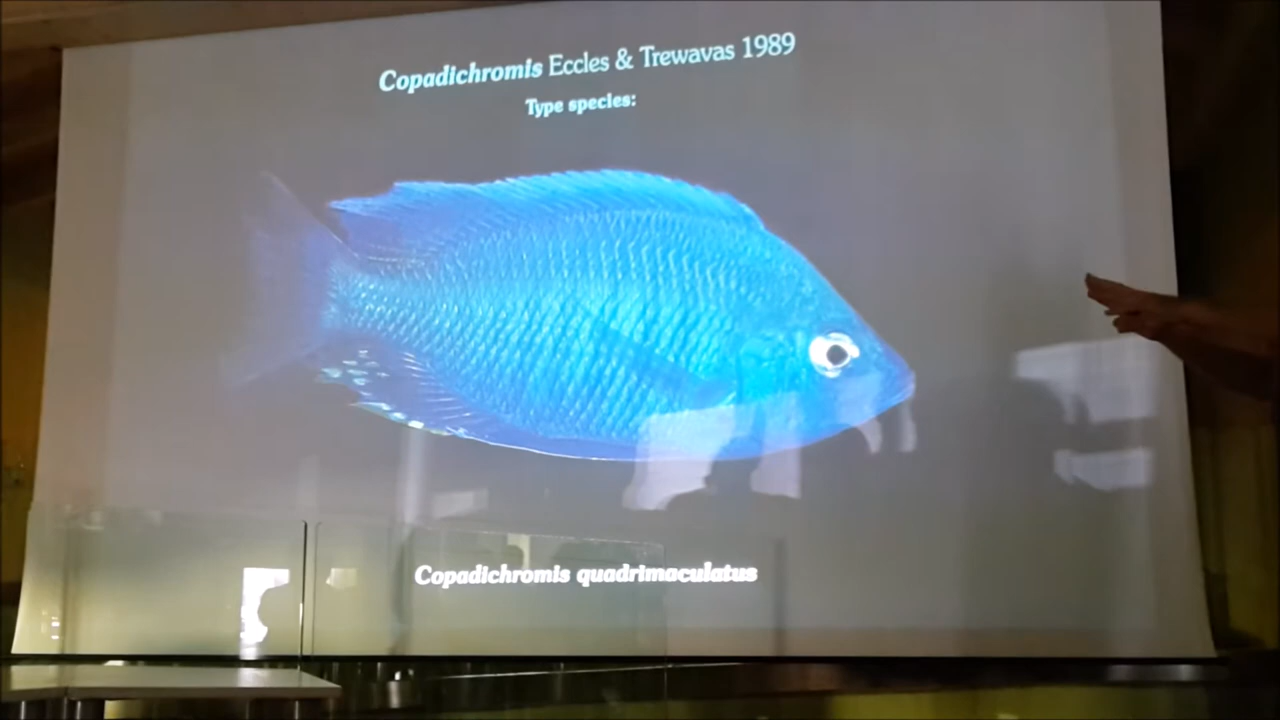 Copadichromis Eccles & Trewavas 1989
Type species:
Copadichromis quadrimaculatus